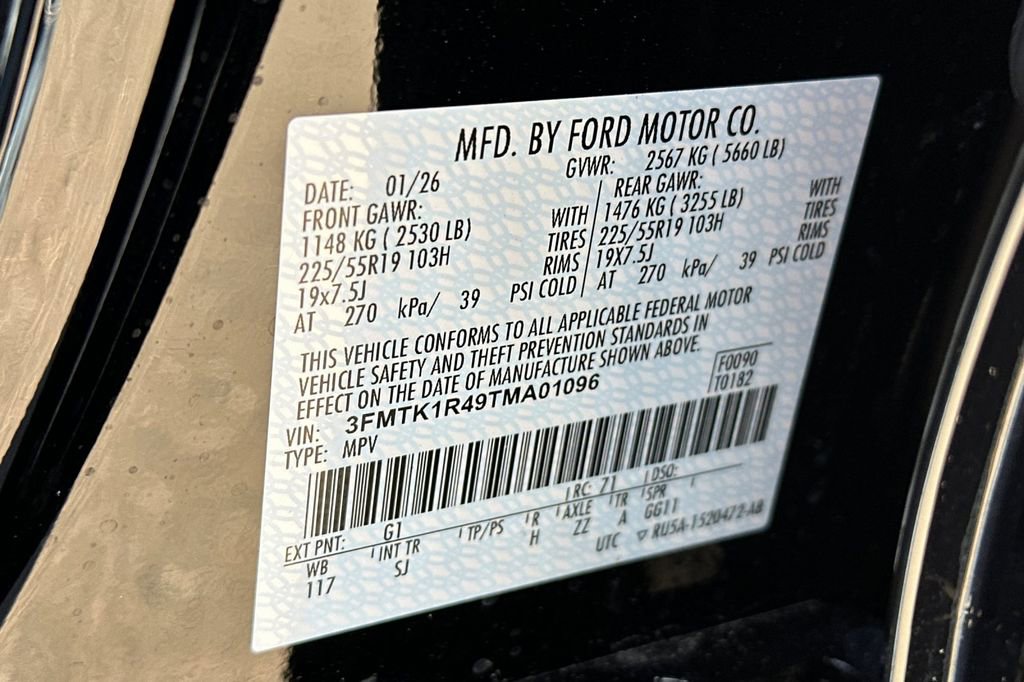 MFD. BY FORD MOTOR CO.
DATE: 01/26 GVWR: 2567 KG ( 5660 LB)
FRONT GAWR: REAR GAWR:
1148 KG ( 2530 LB) WITH 1476 KG ( 3255 LB) WITH
225/55R19 103H TIRES 225/55R19 103H TIRES
19x7.5J RIMS 19X7.5J RIMS
AT 270 kPa/ 39 PSI COLD AT 270 kPa/ 39 PSI COLD
THIS VEHICLE CONFORMS TO ALL APPLICABLE FEDERAL MOTOR
VEHICLE SAFETY AND THEFT PREVENTION STANDARDS IN
EFFECT ON THE DATE OF MANUFACTURE SHOWN ABOVE.
VIN: 3FMTK1R49TMA01096 F0090
TYPE: MPV T0182
EXT PNT: G1 RC: 71 DSO:
WB INT TR TP/PS R AXLE TR SPR
117 SJ H ZZ A GG11
UTC ▽ RU5A-1520472-AB